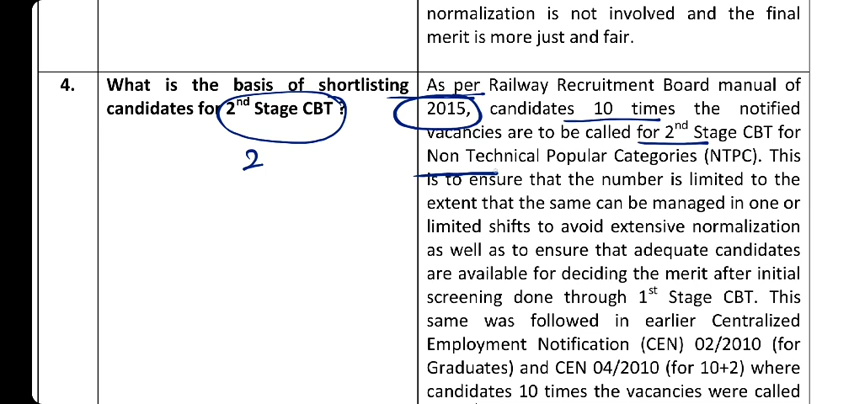 normalization is not involved and the final
merit is more just and fair.
4. What is the basis of shortlisting
candidates for 2nd Stage CBT ?
2
As per Railway Recruitment Board manual of
2015, candidates 10 times the notified
vacancies are to be called for 2nd Stage CBT for
Non Technical Popular Categories (NTPC). This
is to ensure that the number is limited to the
extent that the same can be managed in one or
limited shifts to avoid extensive normalization
as well as to ensure that adequate candidates
are available for deciding the merit after initial
screening done through 1st Stage CBT. This
same was followed in earlier Centralized
Employment Notification (CEN) 02/2010 (for
Graduates) and CEN 04/2010 (for 10+2) where
candidates 10 times the vacancies were called